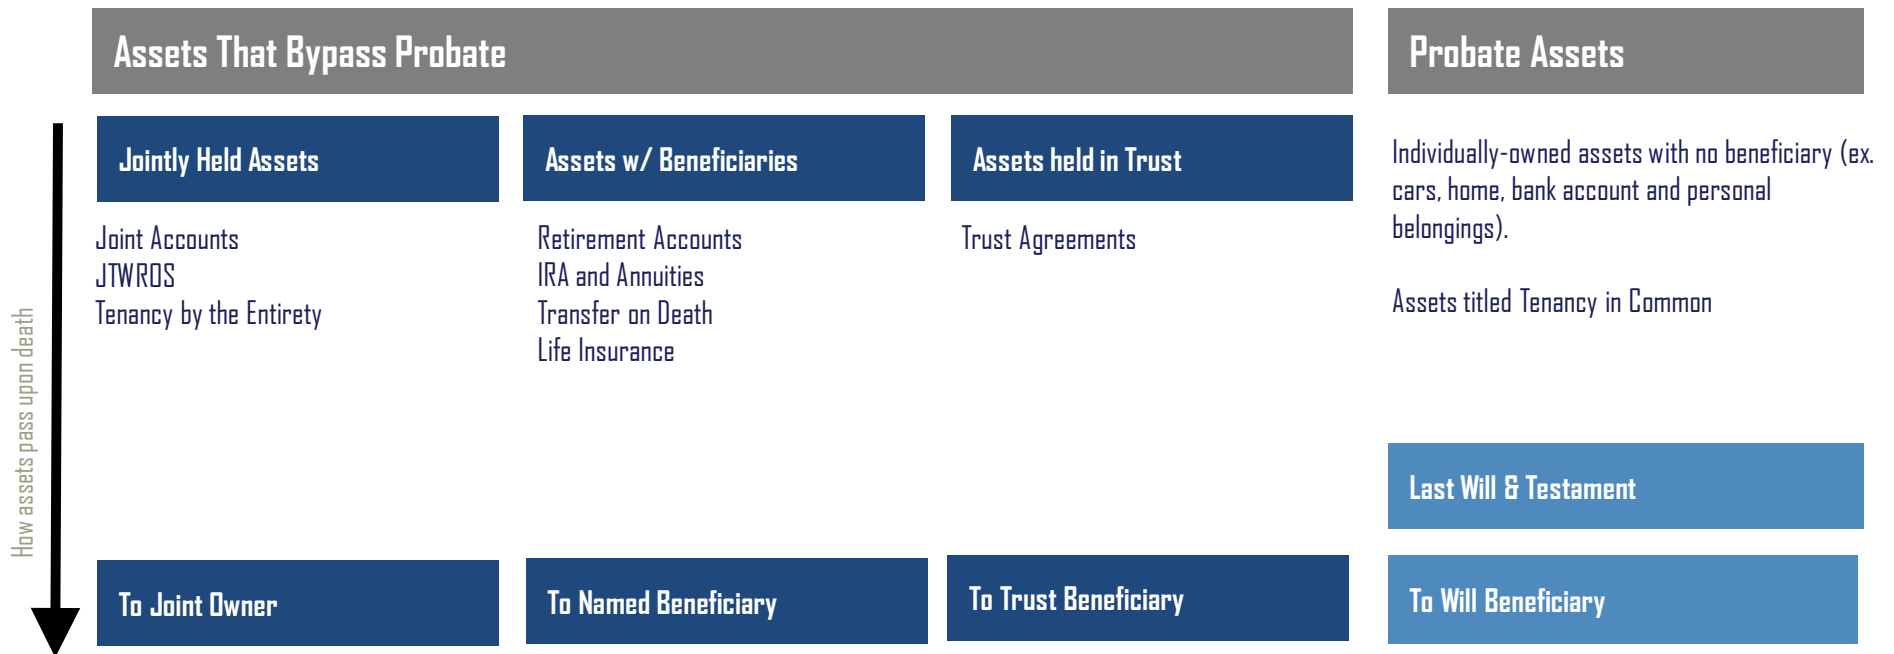 Assets That Bypass Probate
Probate Assets
Jointly Held Assets
Joint Accounts
JTWROS
Tenancy by the Entirety
To Joint Owner
Assets w/ Beneficiaries
Retirement Accounts
IRA and Annuities
Transfer on Death
Life Insurance
To Named Beneficiary
Assets held in Trust
Trust Agreements
To Trust Beneficiary
Individually-owned assets with no beneficiary (ex.
cars, home, bank account and personal
belongings).
Assets titled Tenancy in Common
Last Will & Testament
To Will Beneficiary
How assets pass upon death